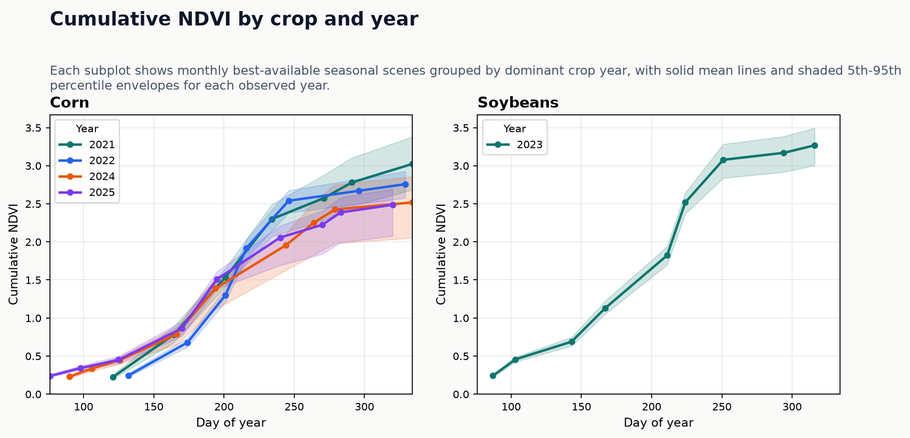 Cumulative NDVI by crop and year
Each subplot shows monthly best-available seasonal scenes grouped by dominant crop year, with solid mean lines and shaded 5th-95th
percentile envelopes for each observed year.
Corn
Year
2021
2022
2024
2025
3.5
3.0
2.5
2.0
1.5
1.0
0.5
0.0
Cumulative NDVI
100
150
200
250
300
Day of year
Soybeans
Year
2023
3.5
3.0
2.5
2.0
1.5
1.0
0.5
0.0
Cumulative NDVI
100
150
200
250
300
Day of year